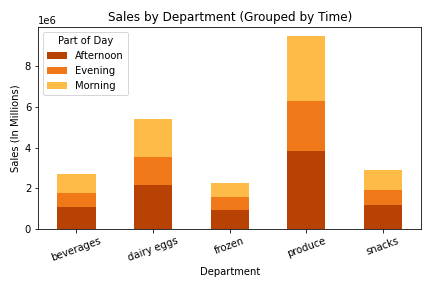 Sales by Department (Grouped by Time)
1e6
Part of Day
Afternoon
Evening
Morning
8
6
4
2
0
Sales (In Millions)
beverages
dairy eggs
frozen
produce
snacks
Department